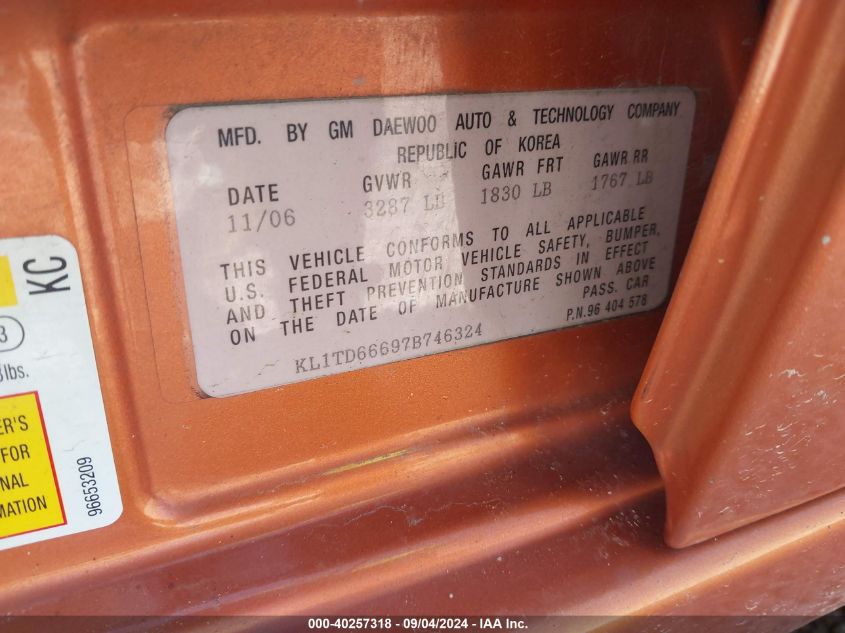 MFD. BY GM DAEWOO AUTO & TECHNOLOGY COMPANY
REPUBLIC OF KOREA
DATE GVWR GAWR FRT GAWR RR
11/06 3287 LB 1830 LB 1767 LB
THIS VEHICLE CONFORMS TO ALL APPLICABLE
U.S. FEDERAL MOTOR VEHICLE SAFETY, BUMPER,
AND THEFT PREVENTION STANDARDS IN EFFECT
ON THE DATE OF MANUFACTURE SHOWN ABOVE
PASS. CAR
KL1TD66697B746324
P.N.96 404 578
KC
3
lbs.
ER'S
FOR
NAL
MATION
96653209
000-40257318 - 09/04/2024 - IAA Inc.